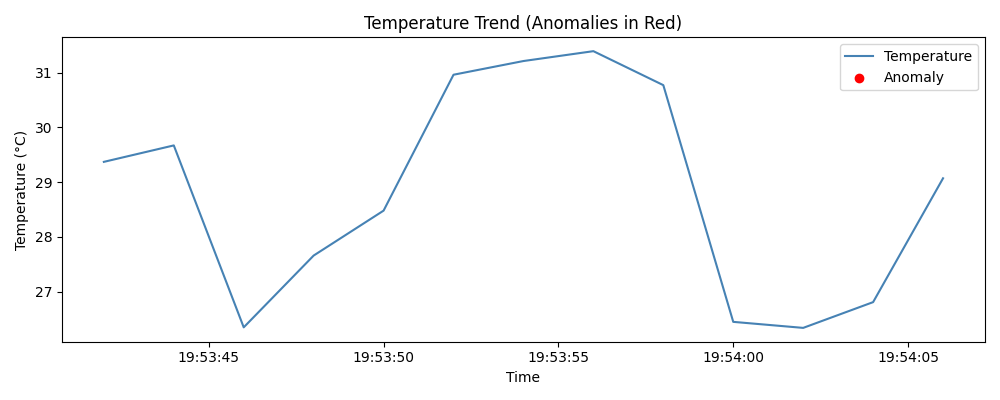 Temperature Trend (Anomalies in Red)
Temperature
Anomaly
Temperature (°C)
31
30
29
28
27
19:53:45
19:53:50
19:53:55
19:54:00
19:54:05
Time